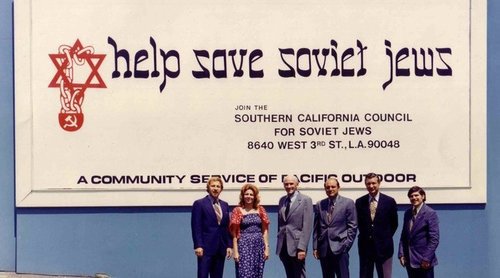 help save soviet jews
JOIN THE
SOUTHERN CALIFORNIA COUNCIL
FOR SOVIET JEWS
8640 WEST 3RD ST., L.A. 90048
A COMMUNITY SERVICE OF PACIFIC OUTDOOR